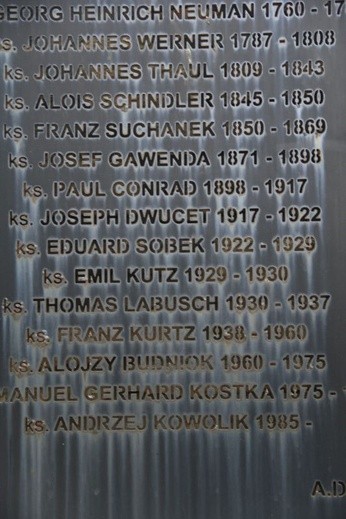 GEORG HEINRICH NEUMAN 1760 -
ks. JOHANNES WERNER 1787 - 1808
ks. JOHANNES THAUL 1809 - 1843
ks. ALOIS SCHINDLER 1845 - 1850
ks. FRANZ SUCHANEK 1850 - 1869
ks. JOSEF GAWENDA 1871 - 1898
ks. PAUL CONRAD 1898 - 1917
ks. JOSEPH DWUCET 1917 - 1922
ks. EDUARD SOBEK 1922 - 1929
ks. EMIL KUTZ 1929 - 1930
ks. THOMAS LABUSCH 1930 - 1937
ks. FRANZ KURTZ 1938 - 1960
ks. ALOJZY BUDNIOK 1960 - 1975
MANUEL GERHARD KOSTKA 1975 -
ks. ANDRZEJ KOWOLIK 1985 -
A.D